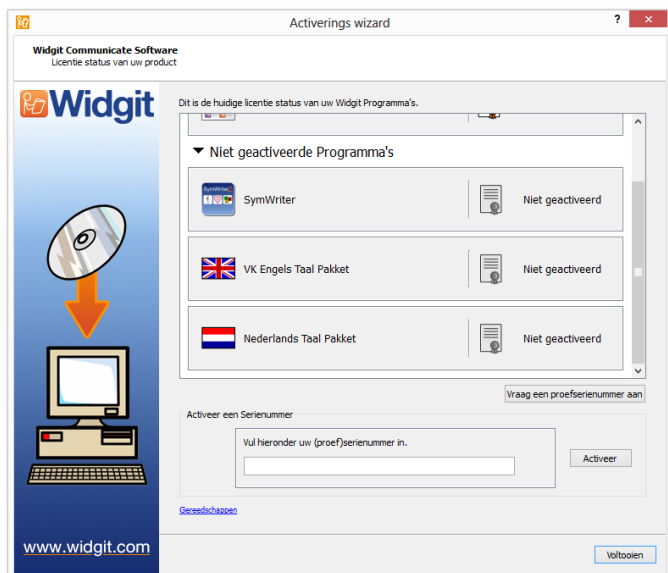 Activerings wizard
Widgit Communicate Software
Licentie status van uw product
Widgit
Dit is de huidige licentie status van uw Widgit Programma's.
Niet geactiveerde Programma's
SymWriter
SymWriter
Niet geactiveerd
VK Engels Taal Pakket
Niet geactiveerd
Nederlands Taal Pakket
Niet geactiveerd
Vraag een proefserienummer aan
Activeer een Serienummer
Vul hieronder uw (proef)serienummer in.
Activeer
Gereedschappen
www.widgit.com
Voltooien